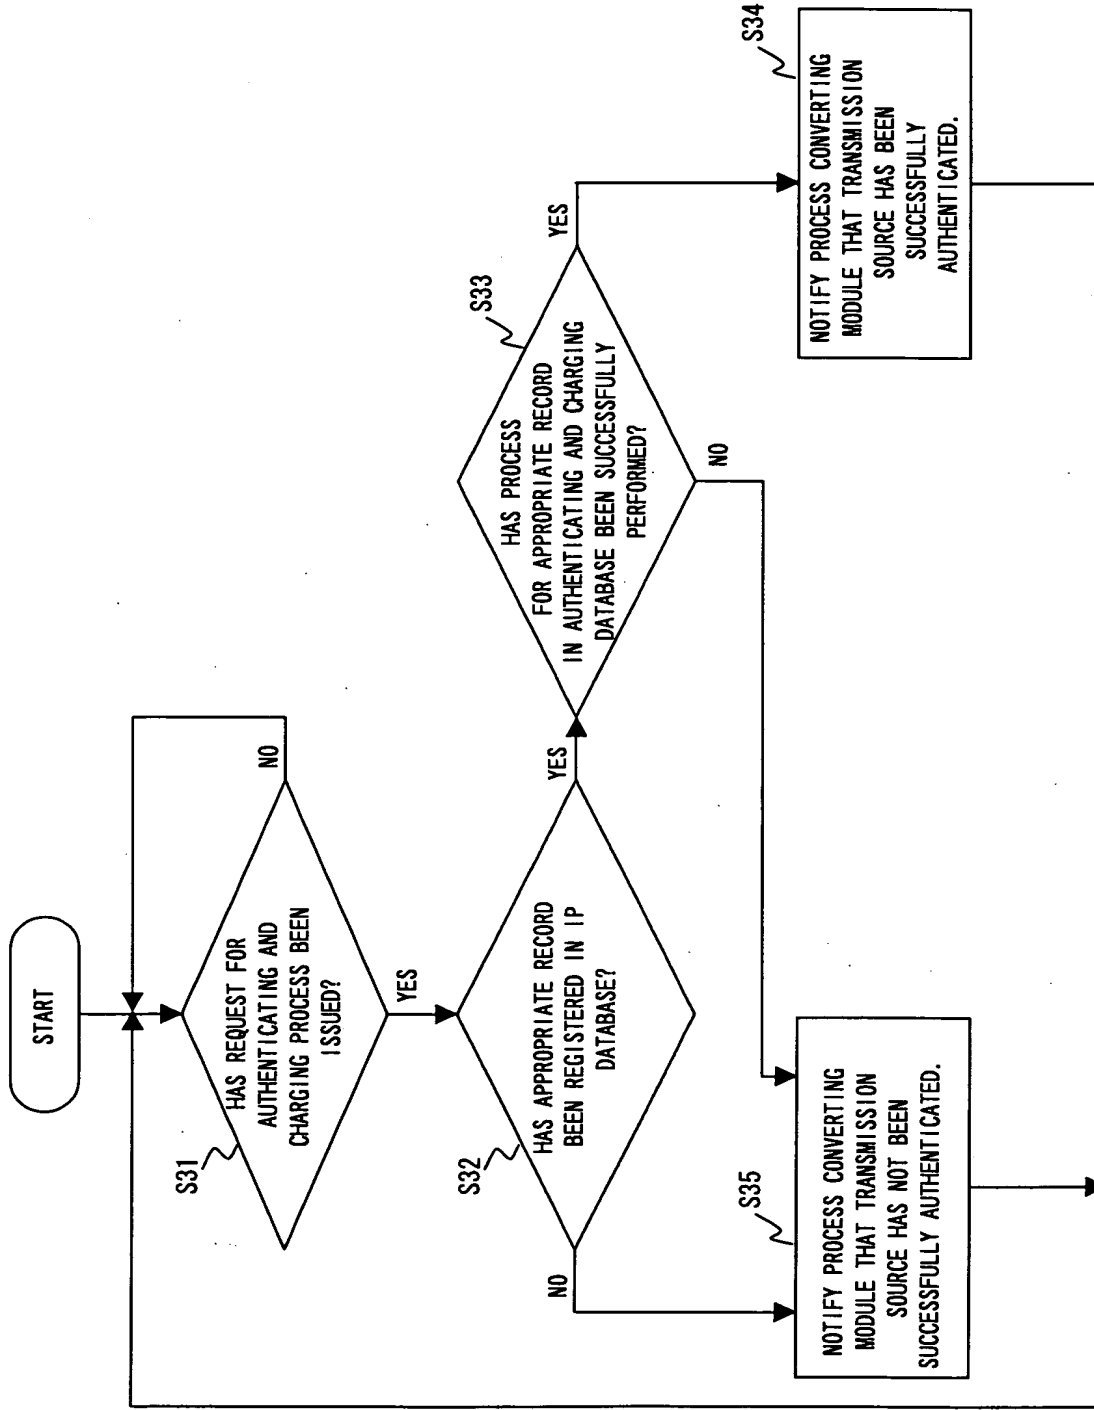 START
S31
HAS REQUEST FOR
AUTHENTICATING AND
CHARGING PROCESS BEEN
ISSUED?
NO
YES
S32
HAS APPROPRIATE RECORD
BEEN REGISTERED IN IP
DATABASE?
NO
YES
S33
HAS PROCESS
FOR APPROPRIATE RECORD
IN AUTHENTICATING AND CHARGING
DATABASE BEEN SUCCESSFULLY
PERFORMED?
YES
NO
S34
NOTIFY PROCESS CONVERTING
MODULE THAT TRANSMISSION
SOURCE HAS BEEN
SUCCESSFULLY
AUTHENTICATED.
S35
NOTIFY PROCESS CONVERTING
MODULE THAT TRANSMISSION
SOURCE HAS NOT BEEN
SUCCESSFULLY AUTHENTICATED.